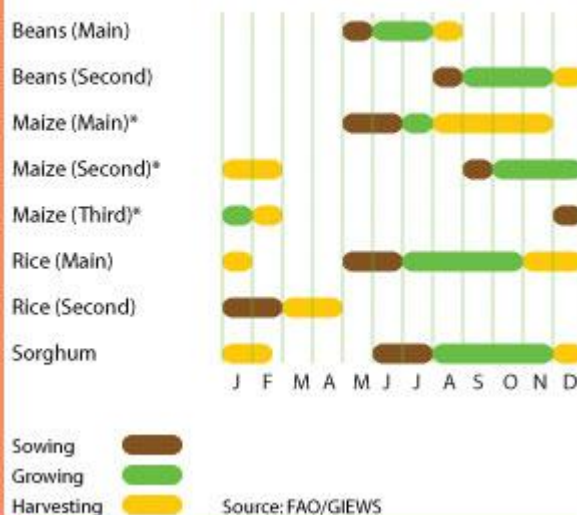 Beans (Main)
Beans (Second)
Maize (Main)*
Maize (Second)*
Maize (Third)*
Rice (Main)
Rice (Second)
Sorghum
J F M A M J J A S O N D
Sowing
Growing
Harvesting
Source: FAO/GIEWS